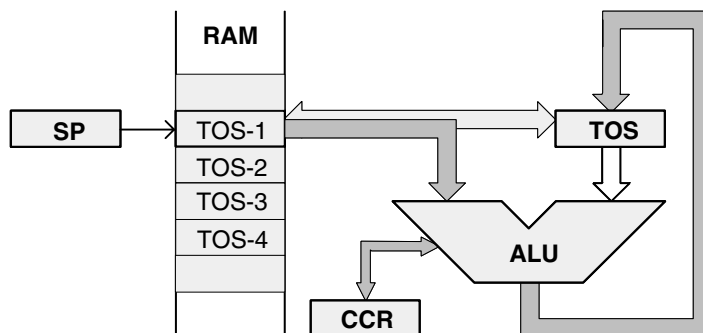 RAM
SP
TOS-1
TOS
TOS-2
TOS-3
TOS-4
ALU
CCR